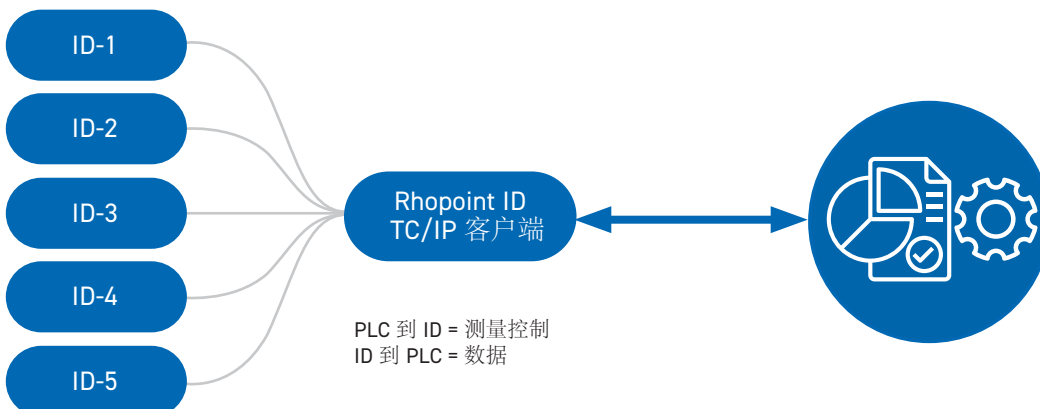 ID-1
ID-2
ID-3
ID-4
ID-5
Rhopoint ID
TC/IP 客户端
PLC 到 ID = 测量控制
ID 到 PLC = 数据